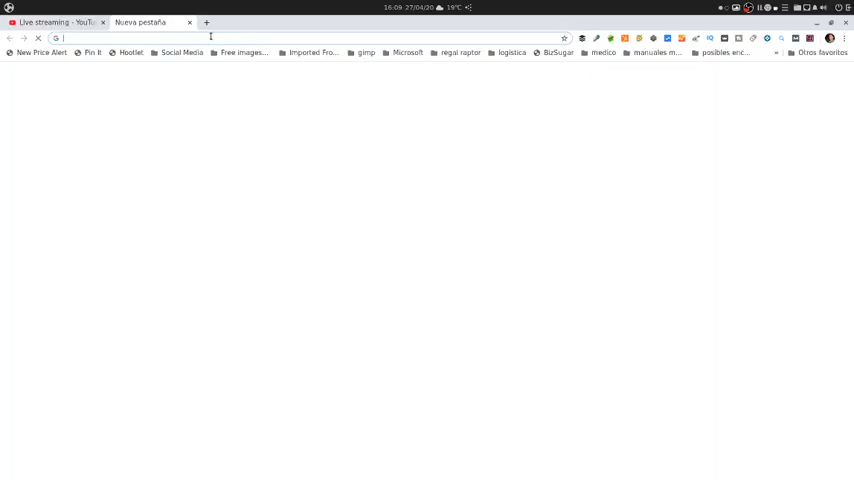 16:09 27/04/20 19°C
Live streaming - YouTu
Nueva pestaña
G
New Price Alert Pin It Hootlet Social Media Free images... Imported Fro... gimp Microsoft regal raptor logística BizSugar medico manuales m... posibles enc... » Otros favoritos